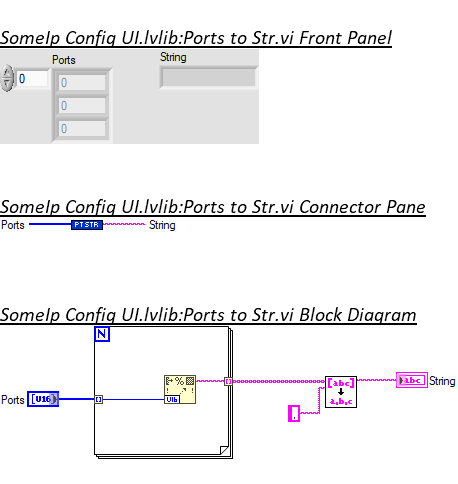 SomeIp Config UI.lvlib:Ports to Str.vi Front Panel
Ports
String
0
0
0
0
SomeIp Config UI.lvlib:Ports to Str.vi Connector Pane
Ports PT STR String
SomeIp Config UI.lvlib:Ports to Str.vi Block Diagram
N
%
U16
[abc]
a,b,c
abc String
Ports [U16]
,